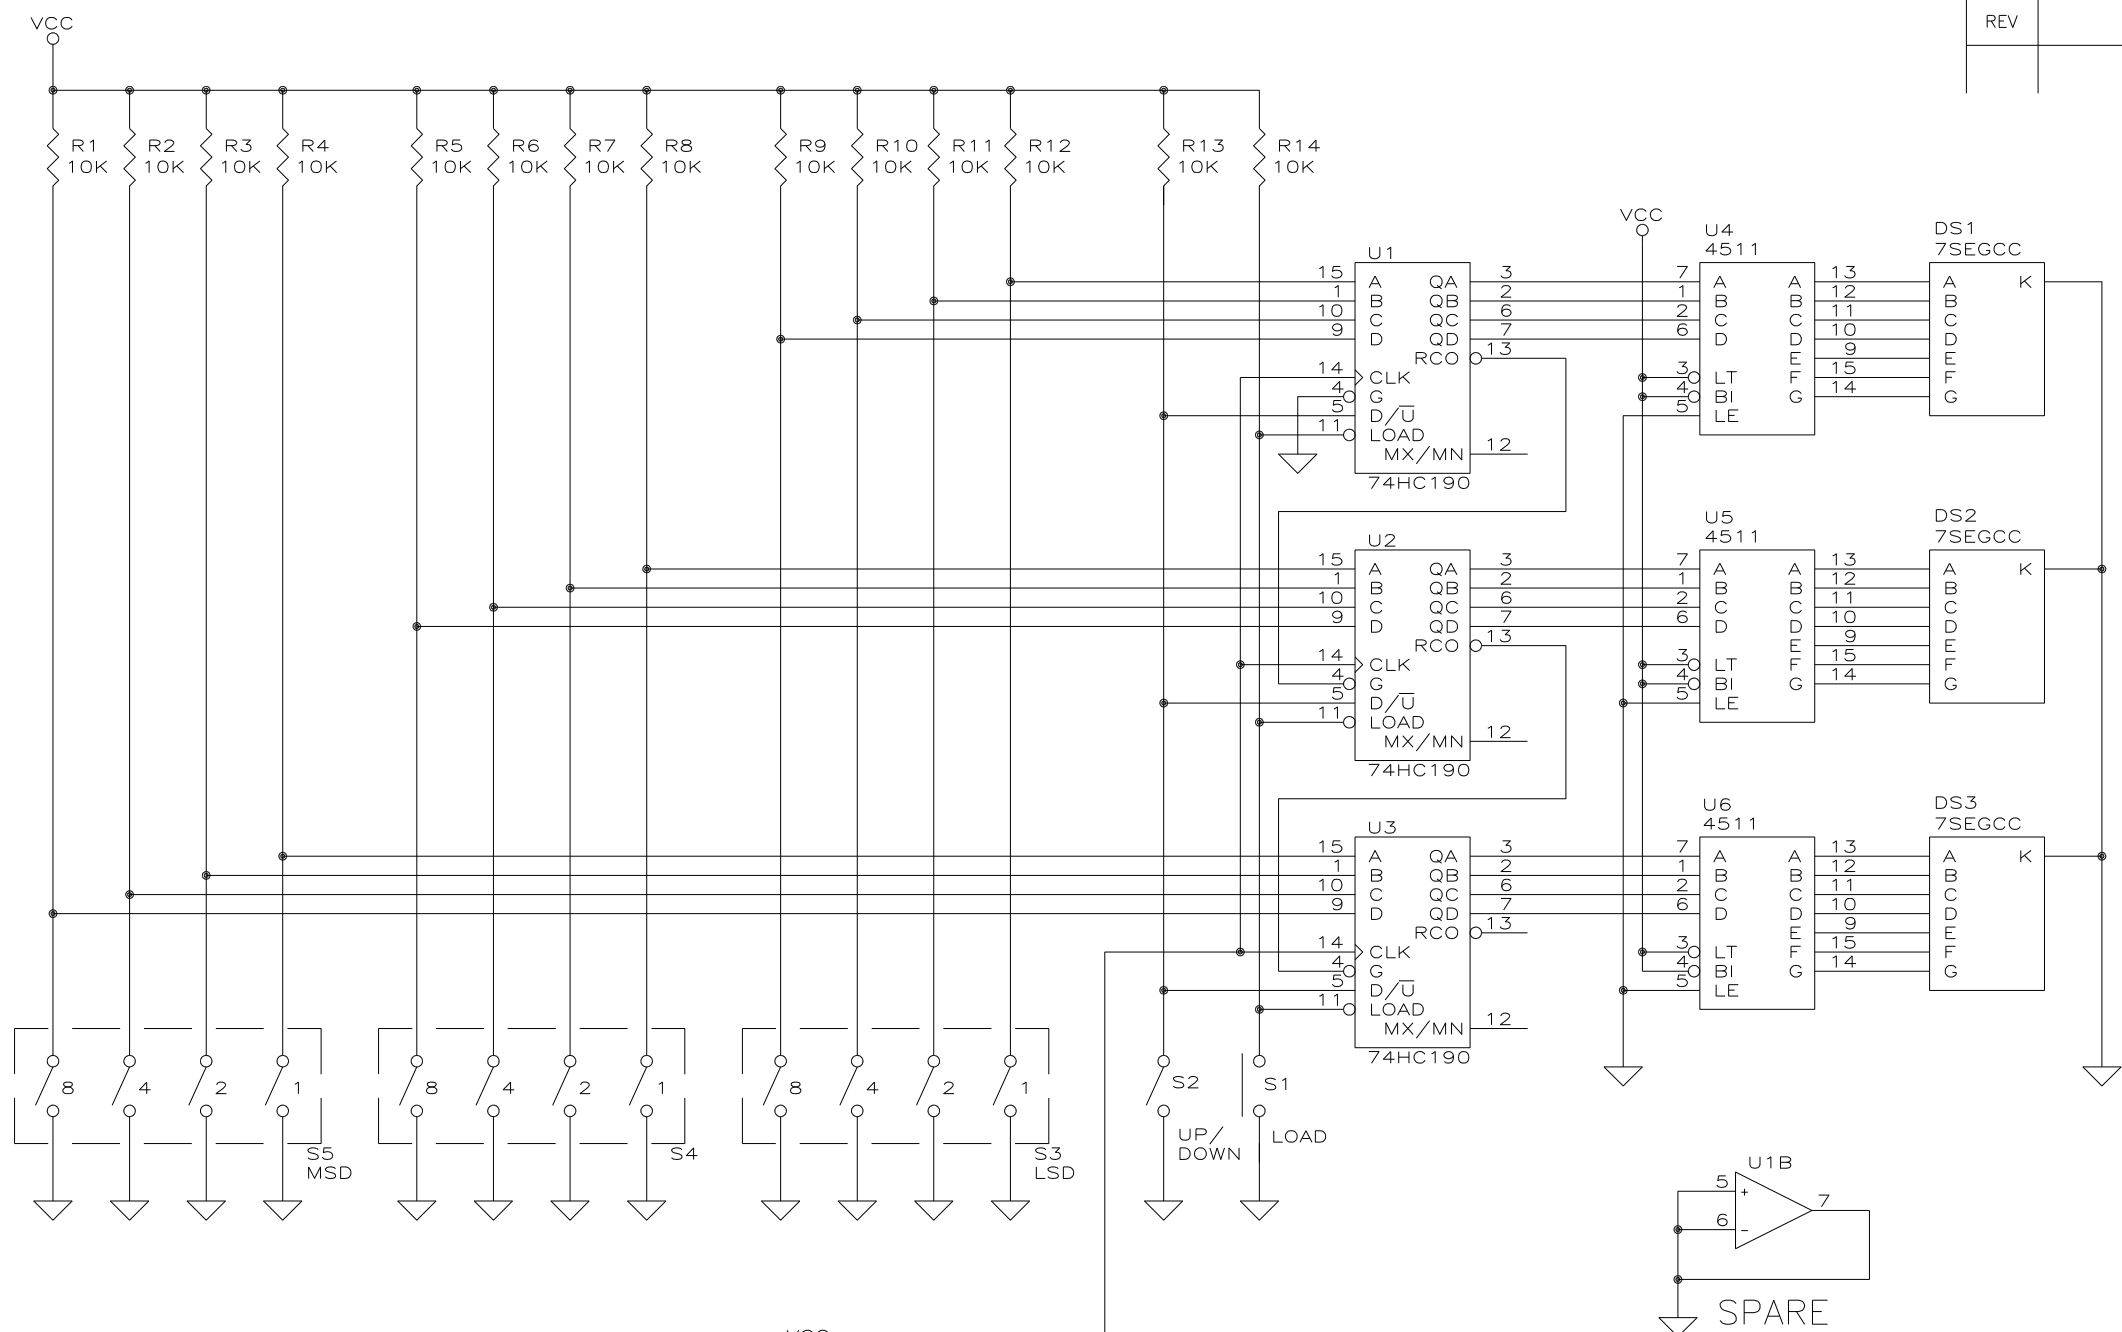 VCC
REV
R1
10K
R2
10K
R3
10K
R4
10K
R5
10K
R6
10K
R7
10K
R8
10K
R9
10K
R10
10K
R11
10K
R12
10K
R13
10K
R14
10K
U1
15 A QA 3
1 B QB 2
10 C QC 6
9 D QD 7
RCO 13
14 CLK
4 G
5 D/U̅
11 LOAD
MX/MN 12
74HC190
VCC
U4
4511
7 A A 13
1 B B 12
2 C C 11
6 D D 10
E 9
3 LT F 15
4 BI G 14
5 LE
DS1
7SEGCC
A K
B
C
D
E
F
G
U2
15 A QA 3
1 B QB 2
10 C QC 6
9 D QD 7
RCO 13
14 CLK
4 G
5 D/U̅
11 LOAD
MX/MN 12
74HC190
U5
4511
7 A A 13
1 B B 12
2 C C 11
6 D D 10
E 9
3 LT F 15
4 BI G 14
5 LE
DS2
7SEGCC
A K
B
C
D
E
F
G
U3
15 A QA 3
1 B QB 2
10 C QC 6
9 D QD 7
RCO 13
14 CLK
4 G
5 D/U̅
11 LOAD
MX/MN 12
74HC190
U6
4511
7 A A 13
1 B B 12
2 C C 11
6 D D 10
E 9
3 LT F 15
4 BI G 14
5 LE
DS3
7SEGCC
A K
B
C
D
E
F
G
8 4 2 1
S5
MSD
8 4 2 1
S4
8 4 2 1
S3
LSD
S2
UP/
DOWN
S1
LOAD
U1B
5 +
6 -
7
SPARE